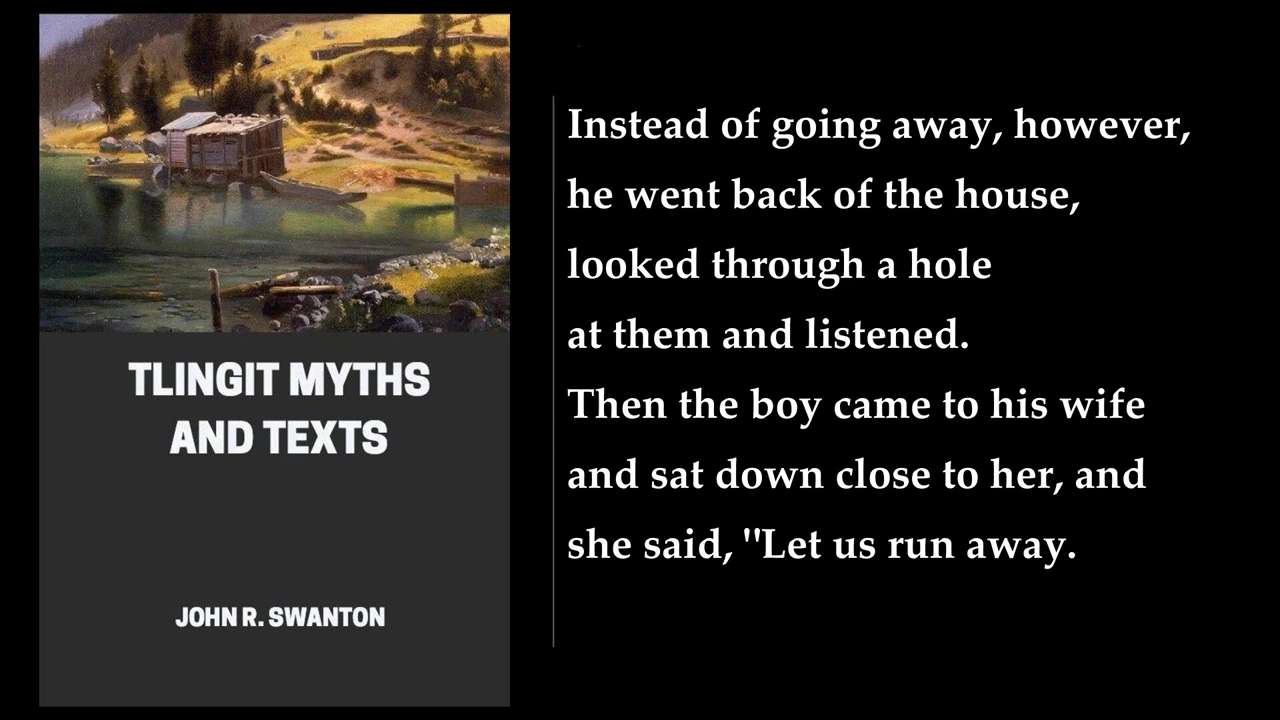 TLINGIT MYTHS
AND TEXTS
JOHN R. SWANTON
Instead of going away, however,
he went back of the house,
looked through a hole
at them and listened.
Then the boy came to his wife
and sat down close to her, and
she said, "Let us run away.